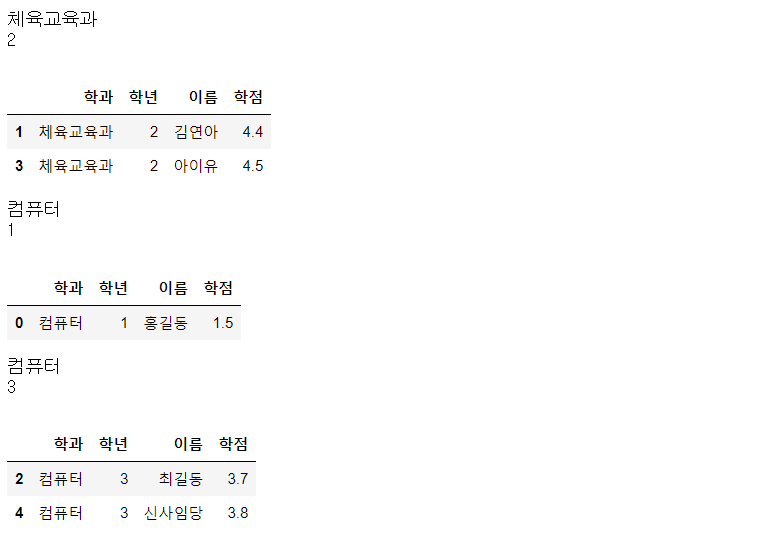 체육교육과
2
학과 학년 이름 학점
1 체육교육과 2 김연아 4.4
3 체육교육과 2 아이유 4.5
컴퓨터
1
학과 학년 이름 학점
0 컴퓨터 1 홍길동 1.5
컴퓨터
3
학과 학년 이름 학점
2 컴퓨터 3 최길동 3.7
4 컴퓨터 3 신사임당 3.8